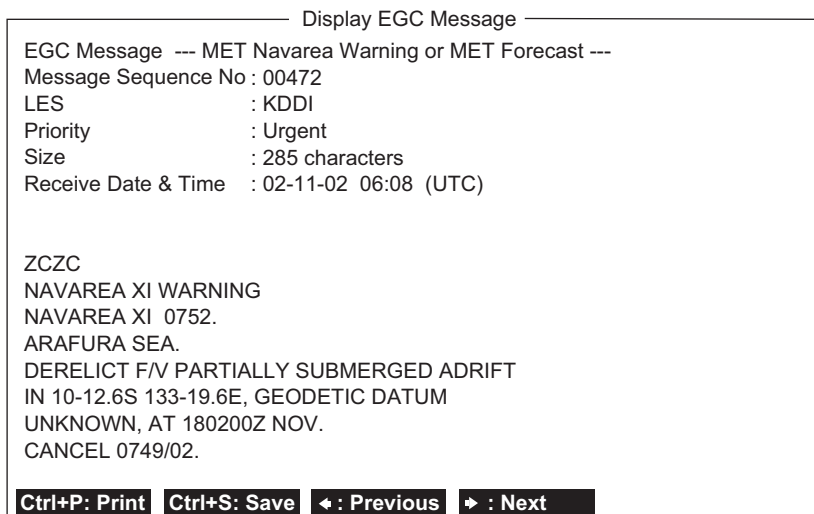 Display EGC Message
EGC Message --- MET Navarea Warning or MET Forecast ---
Message Sequence No : 00472
LES : KDDI
Priority : Urgent
Size : 285 characters
Receive Date & Time : 02-11-02 06:08 (UTC)
ZCZC
NAVAREA XI WARNING
NAVAREA XI 0752.
ARAFURA SEA.
DERELICT F/V PARTIALLY SUBMERGED ADRIFT
IN 10-12.6S 133-19.6E, GEODETIC DATUM
UNKNOWN, AT 180200Z NOV.
CANCEL 0749/02.
Ctrl+P: Print Ctrl+S: Save ← : Previous → : Next